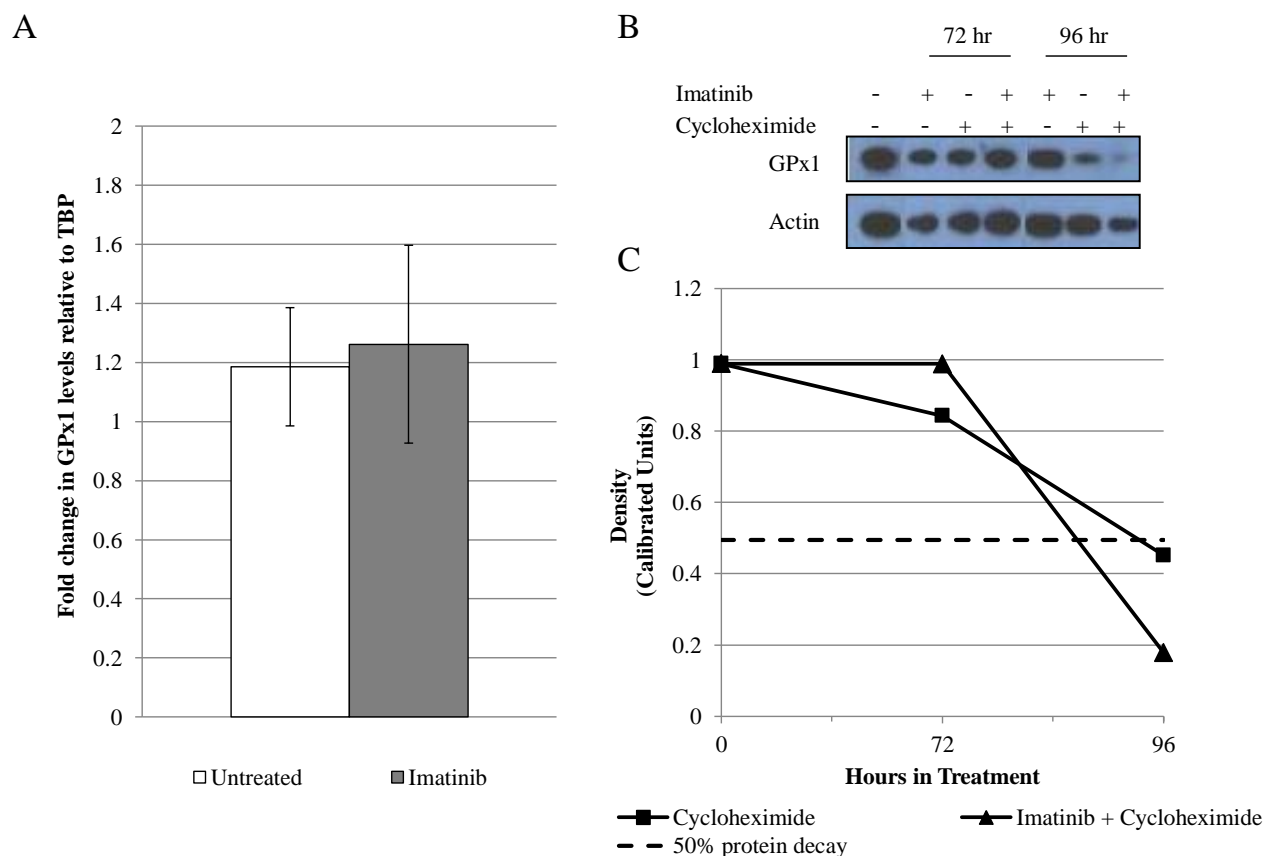 A
Fold change in GPx1 levels relative to TBP
2
1.8
1.6
1.4
1.2
1
0.8
0.6
0.4
0.2
0
Untreated Imatinib
B
72 hr 96 hr
Imatinib - + - + + - +
Cycloheximide - - + + - + +
GPx1
Actin
C
Density
(Calibrated Units)
1.2
1
0.8
0.6
0.4
0.2
0
0 72 96
Hours in Treatment
Cycloheximide Imatinib + Cycloheximide
50% protein decay